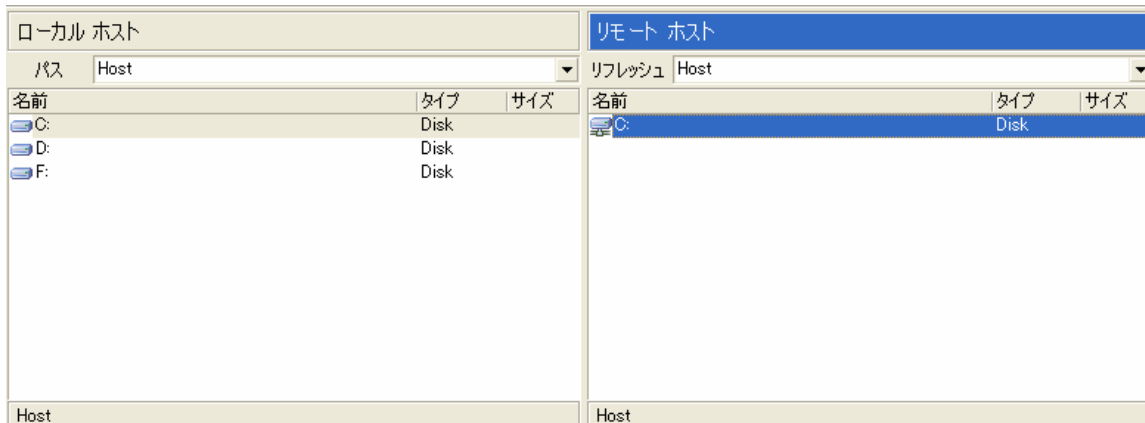 ローカル ホスト
パス Host
名前 タイプ サイズ
C: Disk
D: Disk
F: Disk
Host
リモート ホスト
リフレッシュ Host
名前 タイプ サイズ
C: Disk
Host